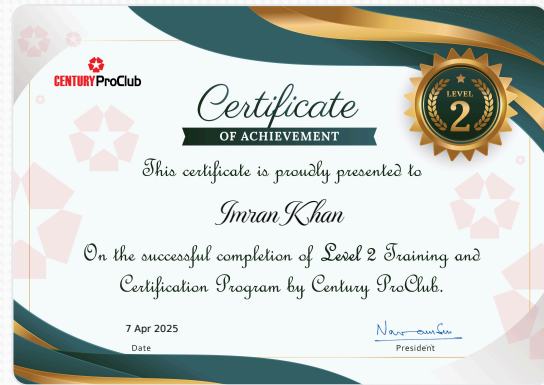 CENTURY ProClub
Certificate
OF ACHIEVEMENT
LEVEL
2
This certificate is proudly presented to
Imran Khan
On the successful completion of Level 2 Training and
Certification Program by Century ProClub.
7 Apr 2025
Date
President